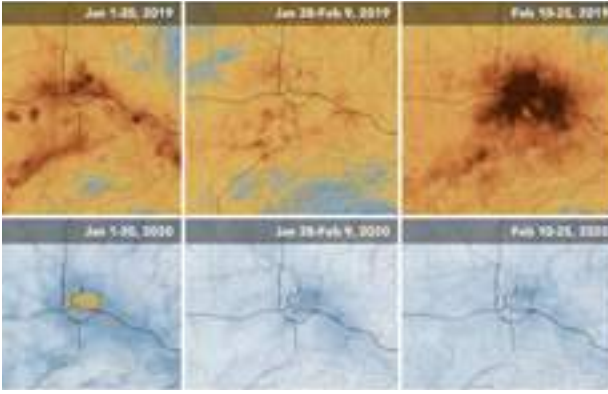 Jan 1-20, 2019
Jan 28-Feb 9, 2019
Feb 10-25, 2019
Jan 1-20, 2020
Jan 28-Feb 9, 2020
Feb 10-25, 2020